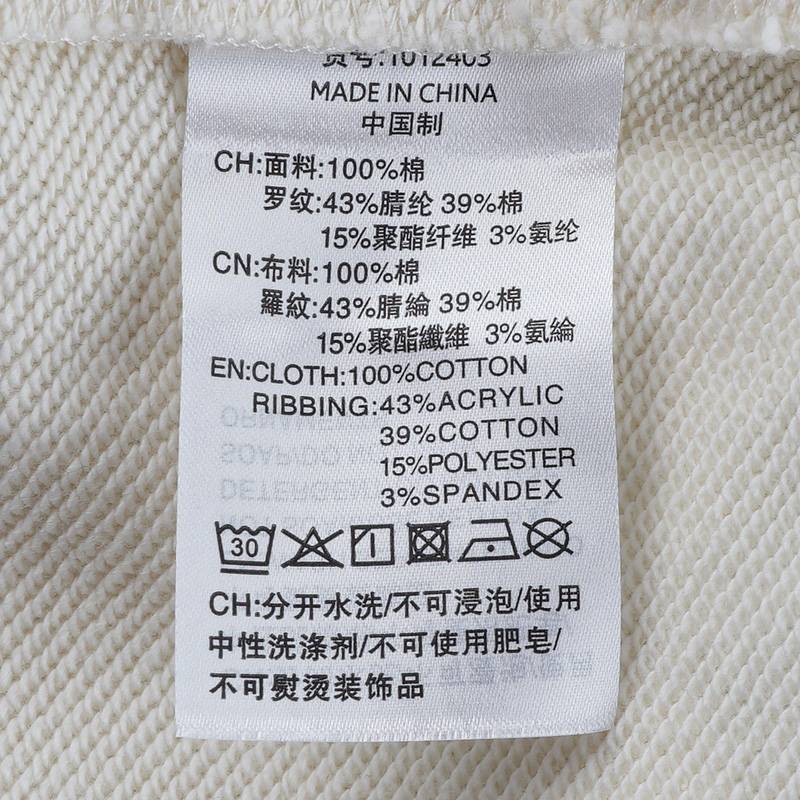 货号:1012403
MADE IN CHINA
中国制
CH:面料:100%棉
罗纹:43%腈纶 39%棉
15%聚酯纤维 3%氨纶
CN:布料:100%棉
羅紋:43%腈綸 39%棉
15%聚酯纖維 3%氨綸
EN:CLOTH:100%COTTON
RIBBING:43%ACRYLIC
39%COTTON
15%POLYESTER
3%SPANDEX
30
CH:分开水洗/不可浸泡/使用
中性洗涤剂/不可使用肥皂/
不可熨烫装饰品